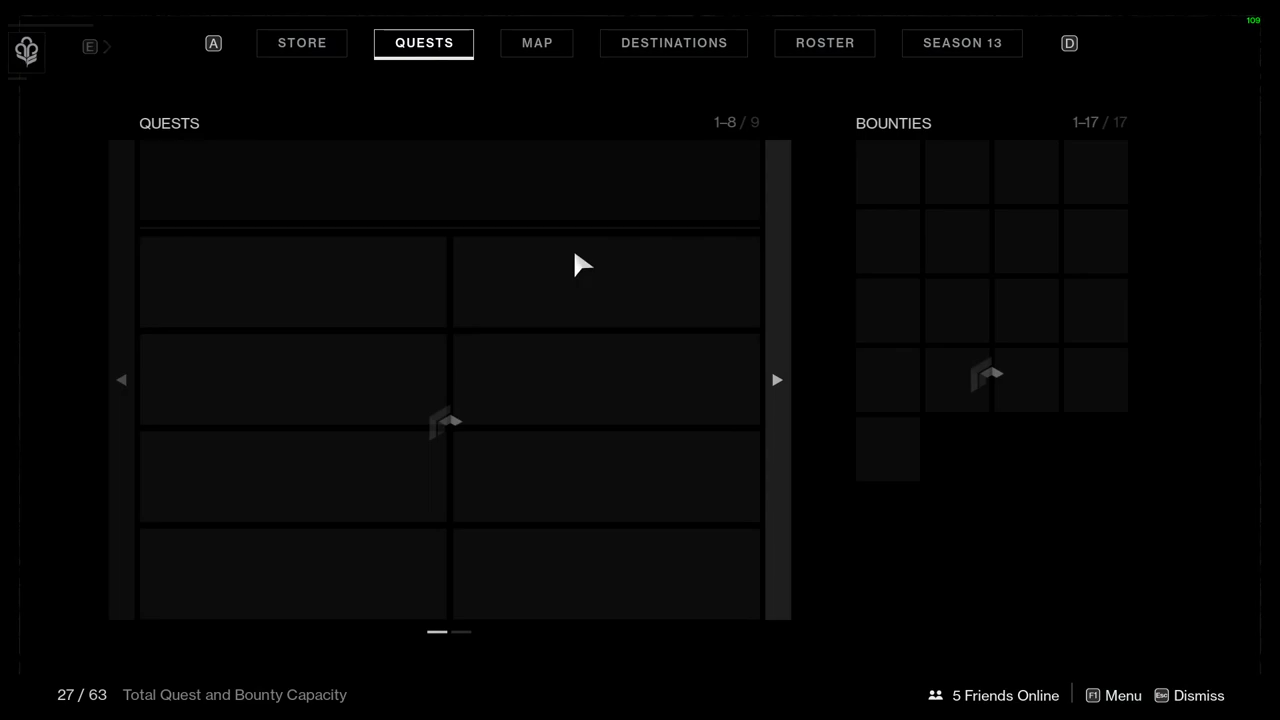 109
E
A
STORE
QUESTS
MAP
DESTINATIONS
ROSTER
SEASON 13
D
QUESTS
1–8 / 9
BOUNTIES
1–17 / 17
27 / 63 Total Quest and Bounty Capacity
5 Friends Online
F1 Menu
Esc Dismiss